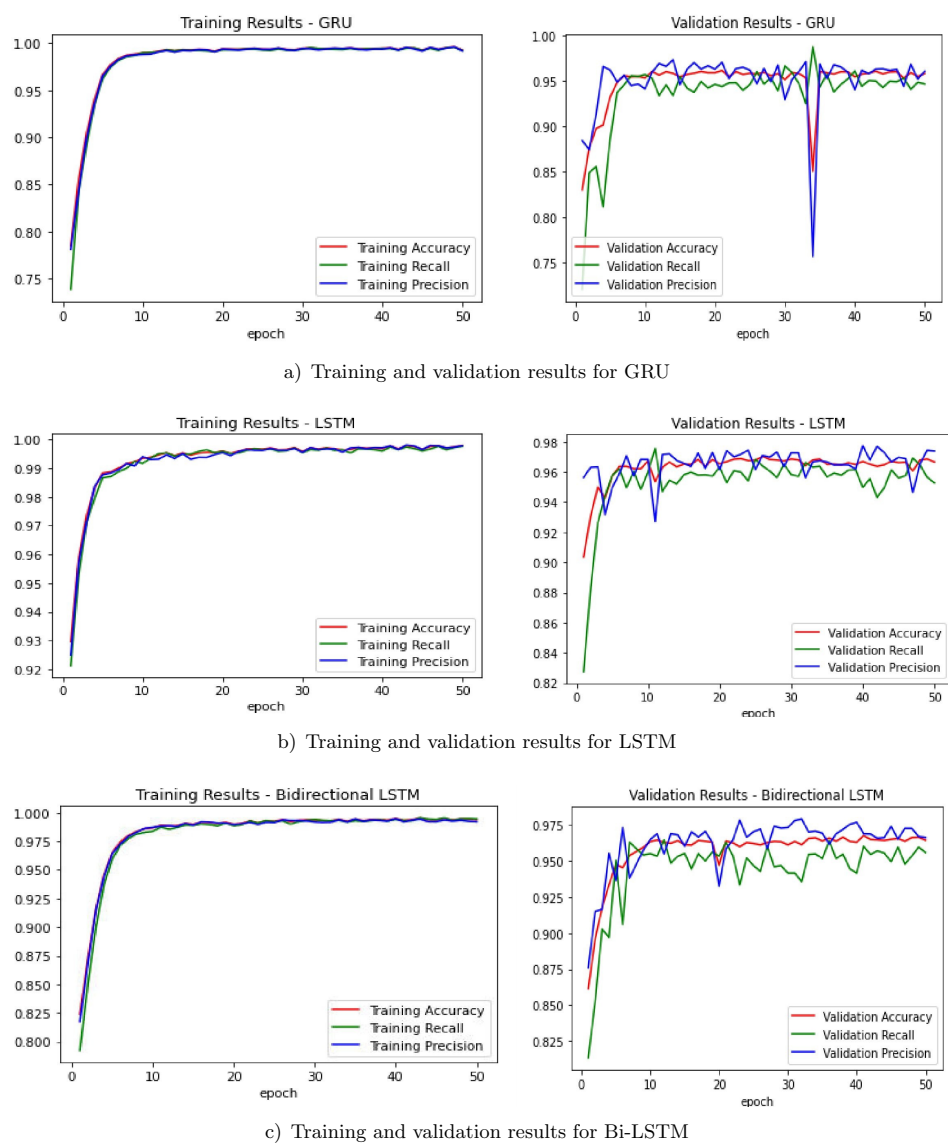 Training Results - GRU
1.00
0.95
0.90
0.85
0.80
0.75
Training Accuracy
Training Recall
Training Precision
0 10 20 30 40 50
epoch
Validation Results - GRU
1.00
0.95
0.90
0.85
0.80
0.75
Validation Accuracy
Validation Recall
Validation Precision
0 10 20 30 40 50
epoch
a) Training and validation results for GRU
Training Results - LSTM
1.00
0.99
0.98
0.97
0.96
0.95
0.94
0.93
0.92
Training Accuracy
Training Recall
Training Precision
0 10 20 30 40 50
epoch
Validation Results - LSTM
0.98
0.96
0.94
0.92
0.90
0.88
0.86
0.84
0.82
Validation Accuracy
Validation Recall
Validation Precision
0 10 20 30 40 50
epoch
b) Training and validation results for LSTM
Training Results - Bidirectional LSTM
1.000
0.975
0.950
0.925
0.900
0.875
0.850
0.825
0.800
Training Accuracy
Training Recall
Training Precision
0 10 20 30 40 50
epoch
Validation Results - Bidirectional LSTM
0.975
0.950
0.925
0.900
0.875
0.850
0.825
Validation Accuracy
Validation Recall
Validation Precision
0 10 20 30 40 50
epoch
c) Training and validation results for Bi-LSTM